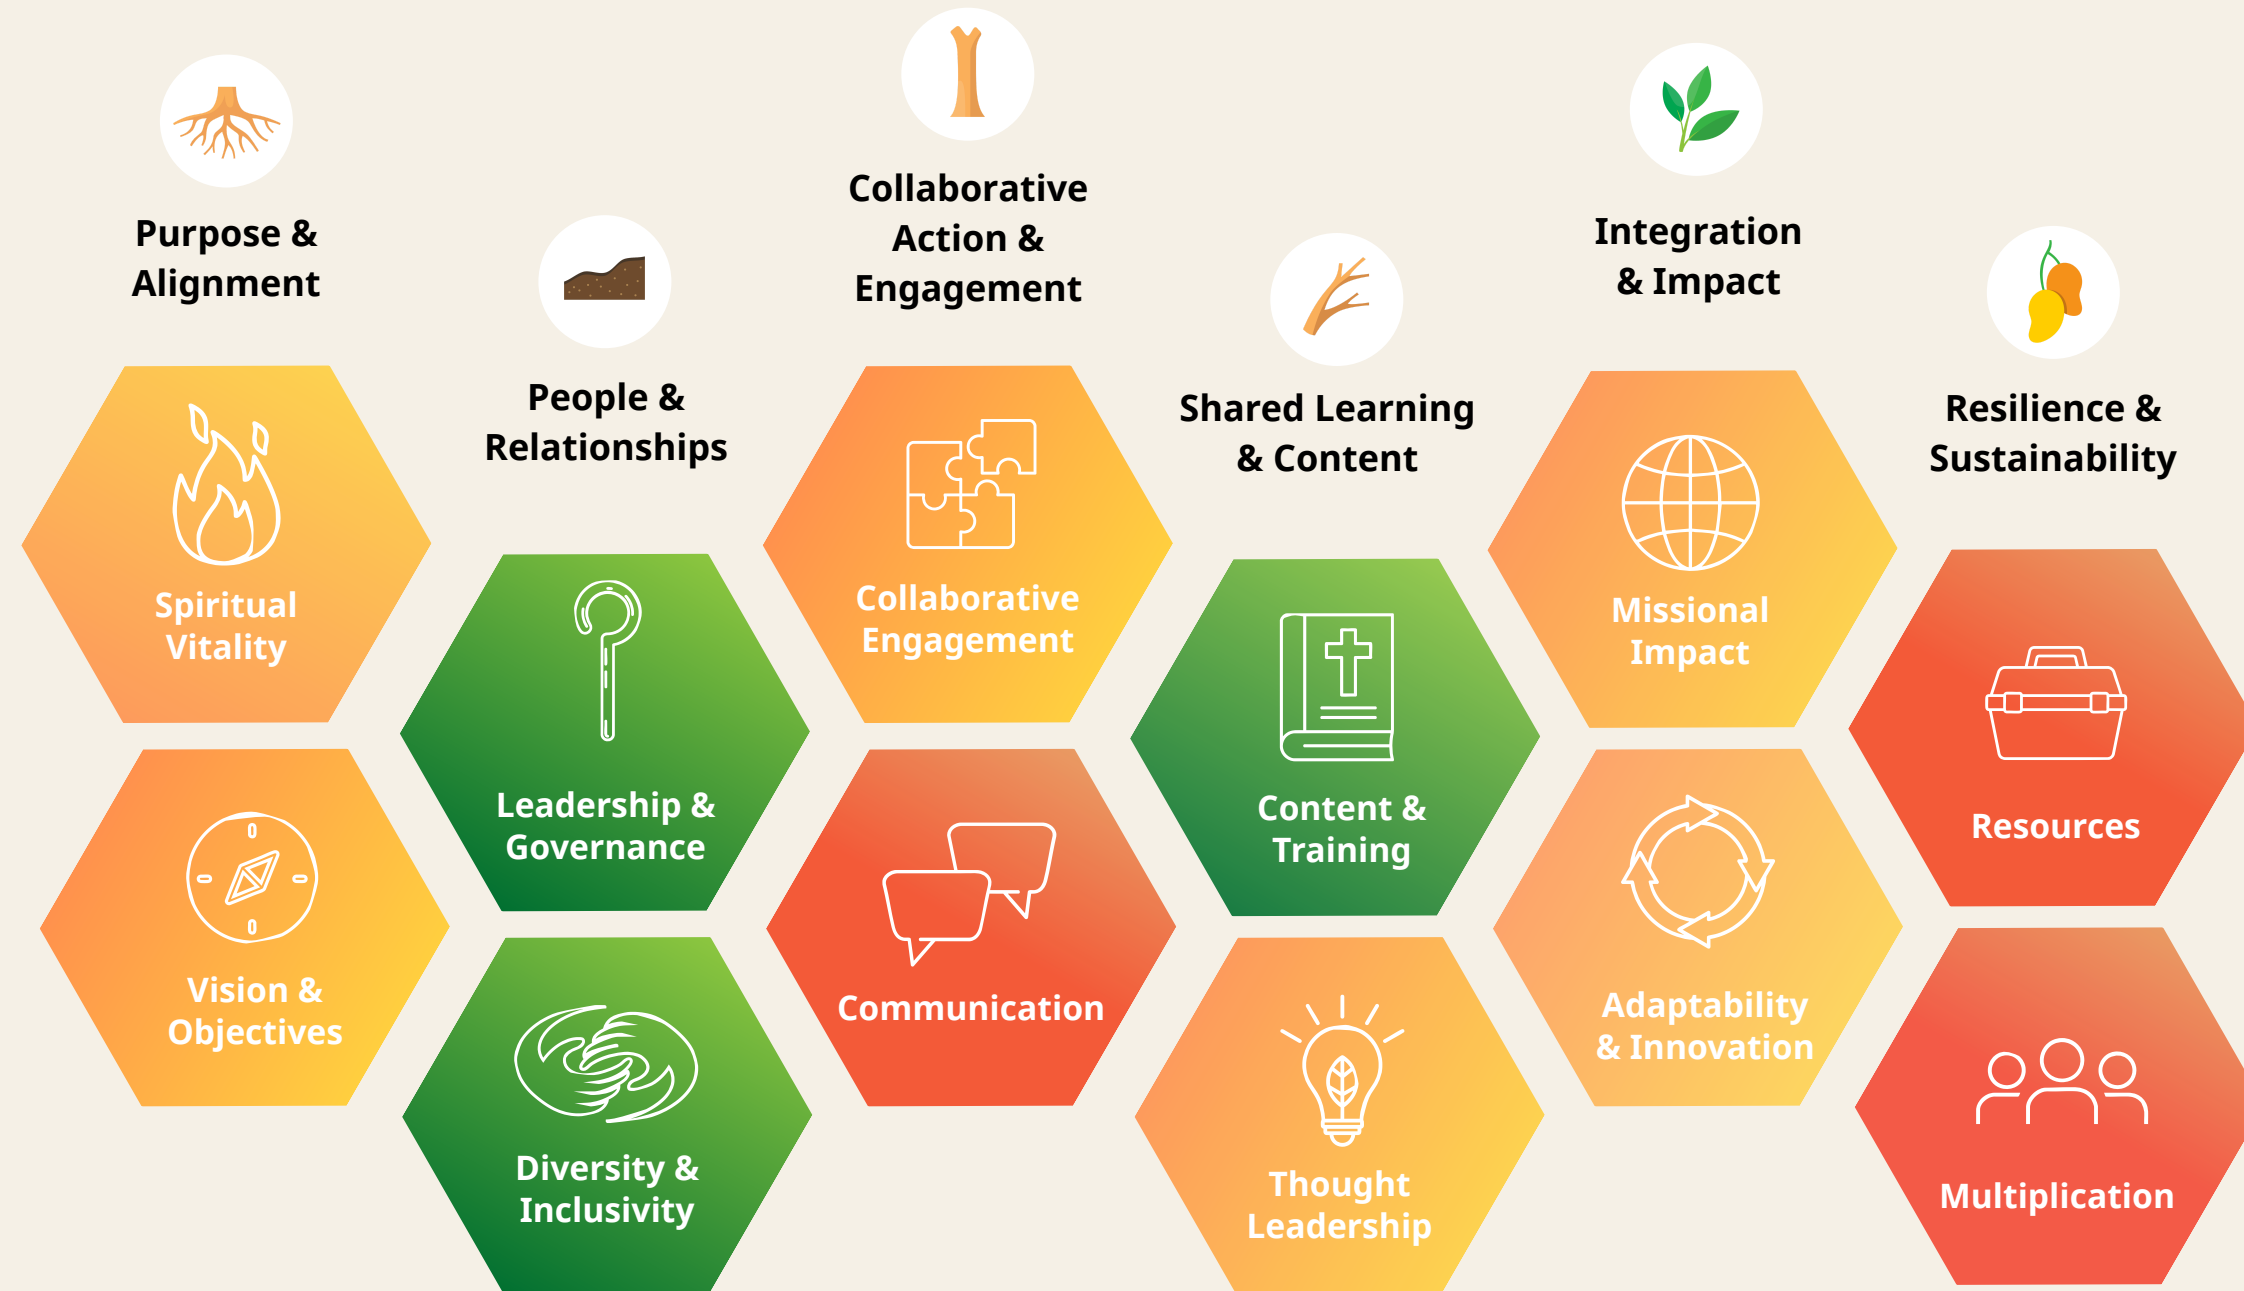 Purpose &
Alignment
Spiritual
Vitality
Vision &
Objectives
People &
Relationships
Leadership &
Governance
Diversity &
Inclusivity
Collaborative
Action &
Engagement
Collaborative
Engagement
Communication
Shared Learning
& Content
Content &
Training
Thought
Leadership
Integration
& Impact
Missional
Impact
Adaptability
& Innovation
Resilience &
Sustainability
Resources
Multiplication